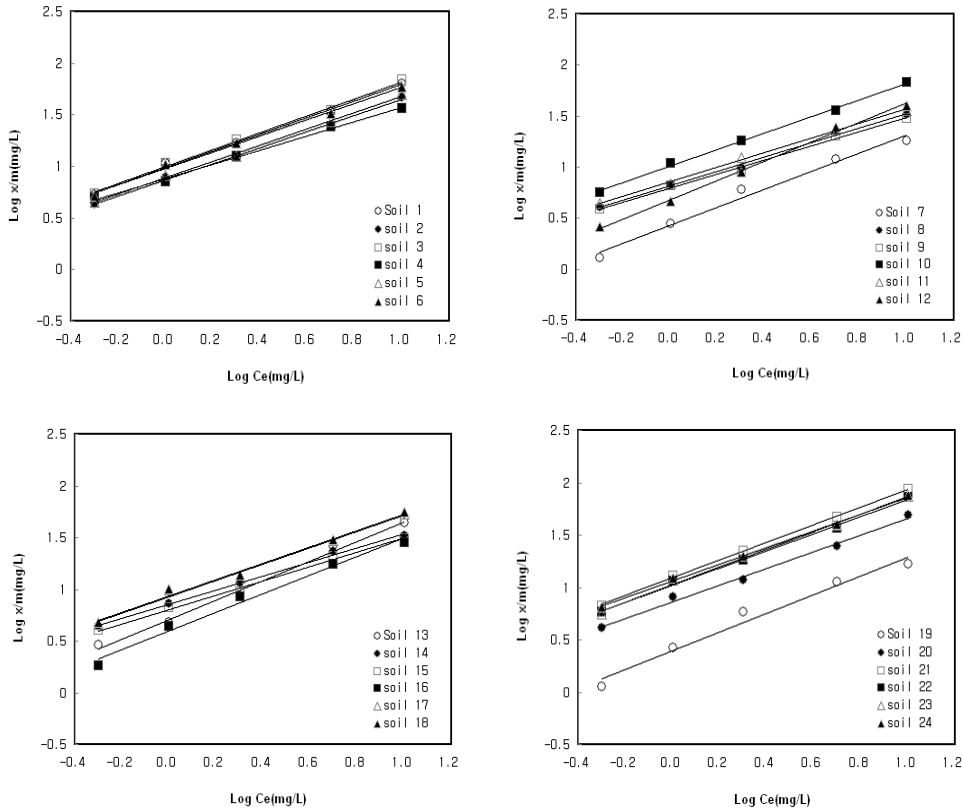 2.5
2
1.5
1
0.5
0
-0.5
-0.4 -0.2 0.0 0.2 0.4 0.6 0.8 1.0 1.2
Log x/m(mg/L)
Log Ce(mg/L)
Soil 1
soil 2
soil 3
soil 4
soil 5
soil 6
2.5
2
1.5
1
0.5
0
-0.5
-0.4 -0.2 0.0 0.2 0.4 0.6 0.8 1.0 1.2
Log x/m(mg/L)
Log Ce(mg/L)
Soil 7
soil 8
soil 9
soil 10
soil 11
soil 12
2.5
2
1.5
1
0.5
0
-0.5
-0.4 -0.2 0.0 0.2 0.4 0.6 0.8 1.0 1.2
Log x/m(mg/L)
Log Ce(mg/L)
Soil 13
soil 14
soil 15
soil 16
soil 17
soil 18
2.5
2
1.5
1
0.5
0
-0.5
-0.4 -0.2 0.0 0.2 0.4 0.6 0.8 1.0 1.2
Log x/m(mg/L)
Log Ce(mg/L)
Soil 19
soil 20
soil 21
soil 22
soil 23
soil 24